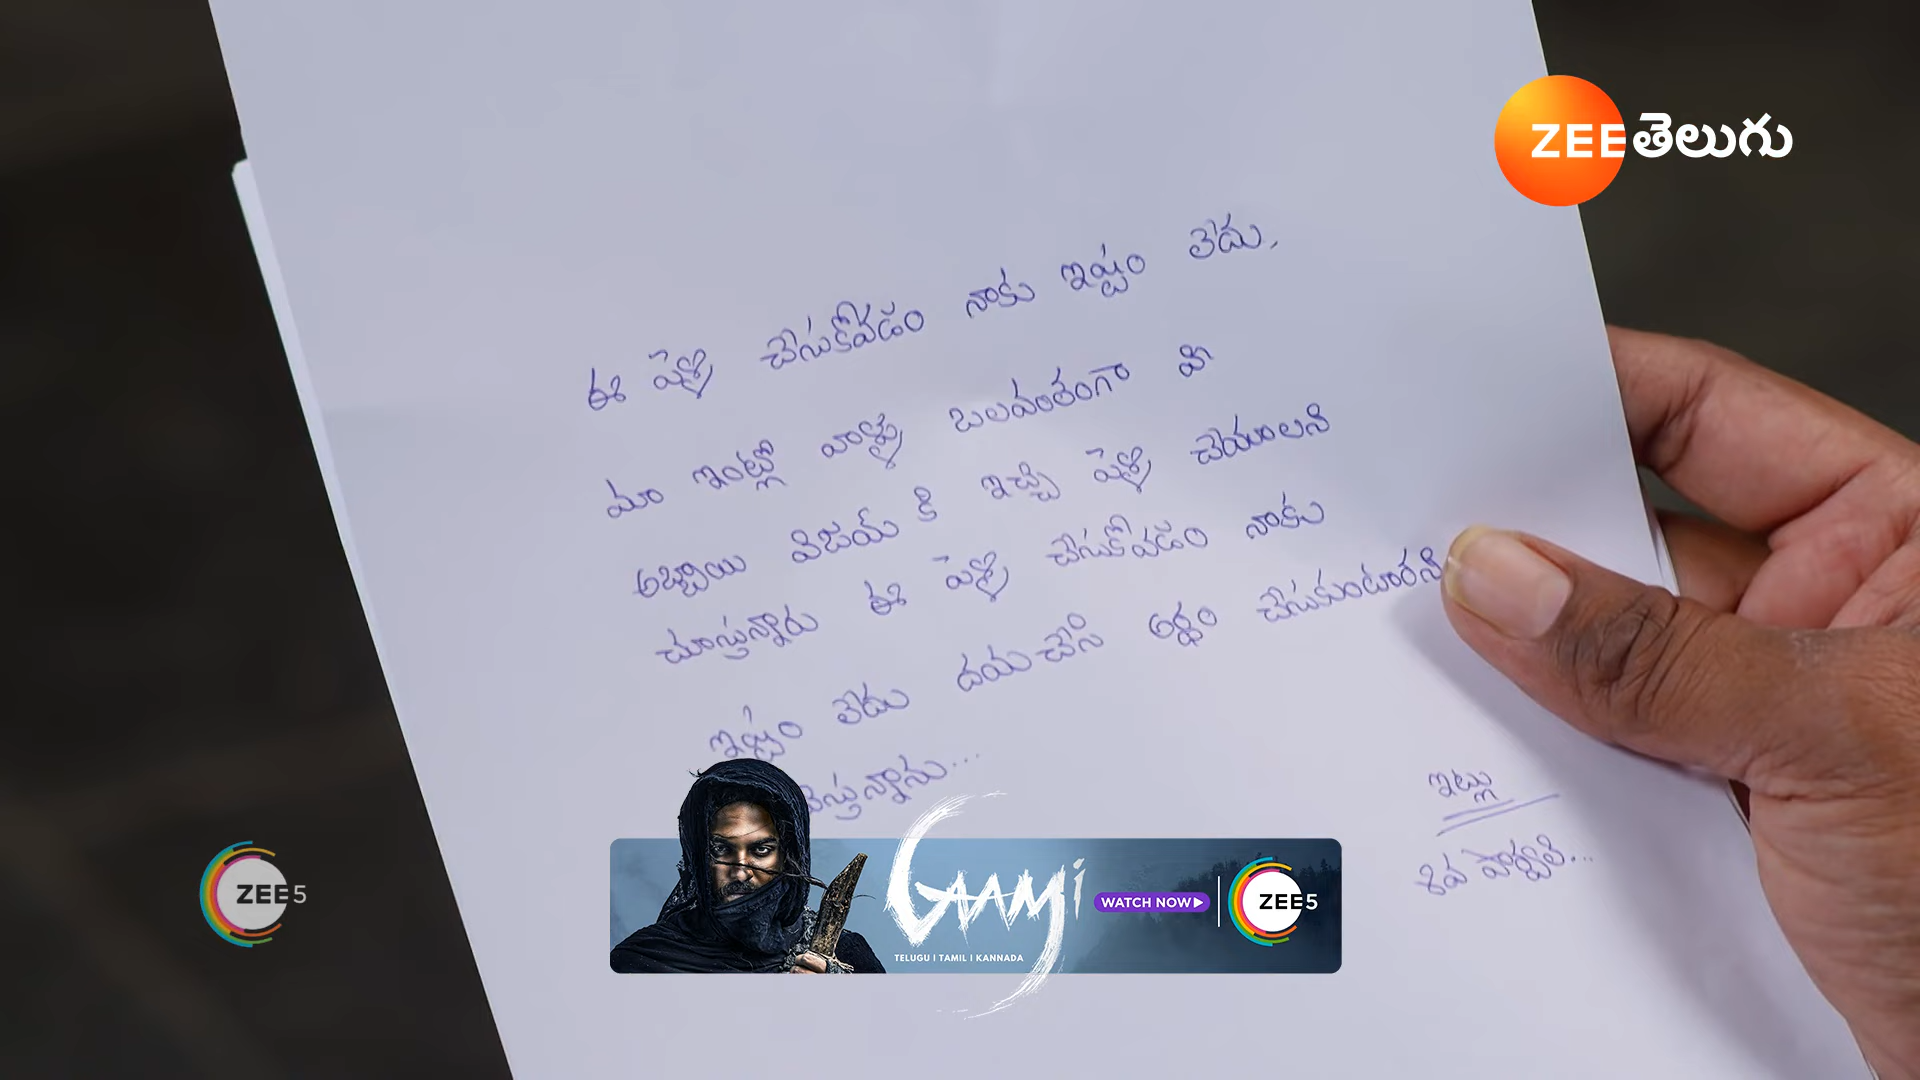 ZEE తెలుగు
ఈ పెళ్లి చేసుకోవడం నాకు ఇష్టం లేదు.
మా ఇంట్లో వాళ్ళు బలవంతంగా మీ
అబ్బాయి విజయ్ కి ఇచ్చి పెళ్లి చేయాలని
చూస్తున్నారు ఈ పెళ్లి చేసుకోవడం నాకు
ఇష్టం లేదు దయచేసి అర్థం చేసుకుంటారని
ఇట్లు
శివ పార్వతి...
ZEE5
GAAMI
WATCH NOW
ZEE5
TELUGU | TAMIL | KANNADA